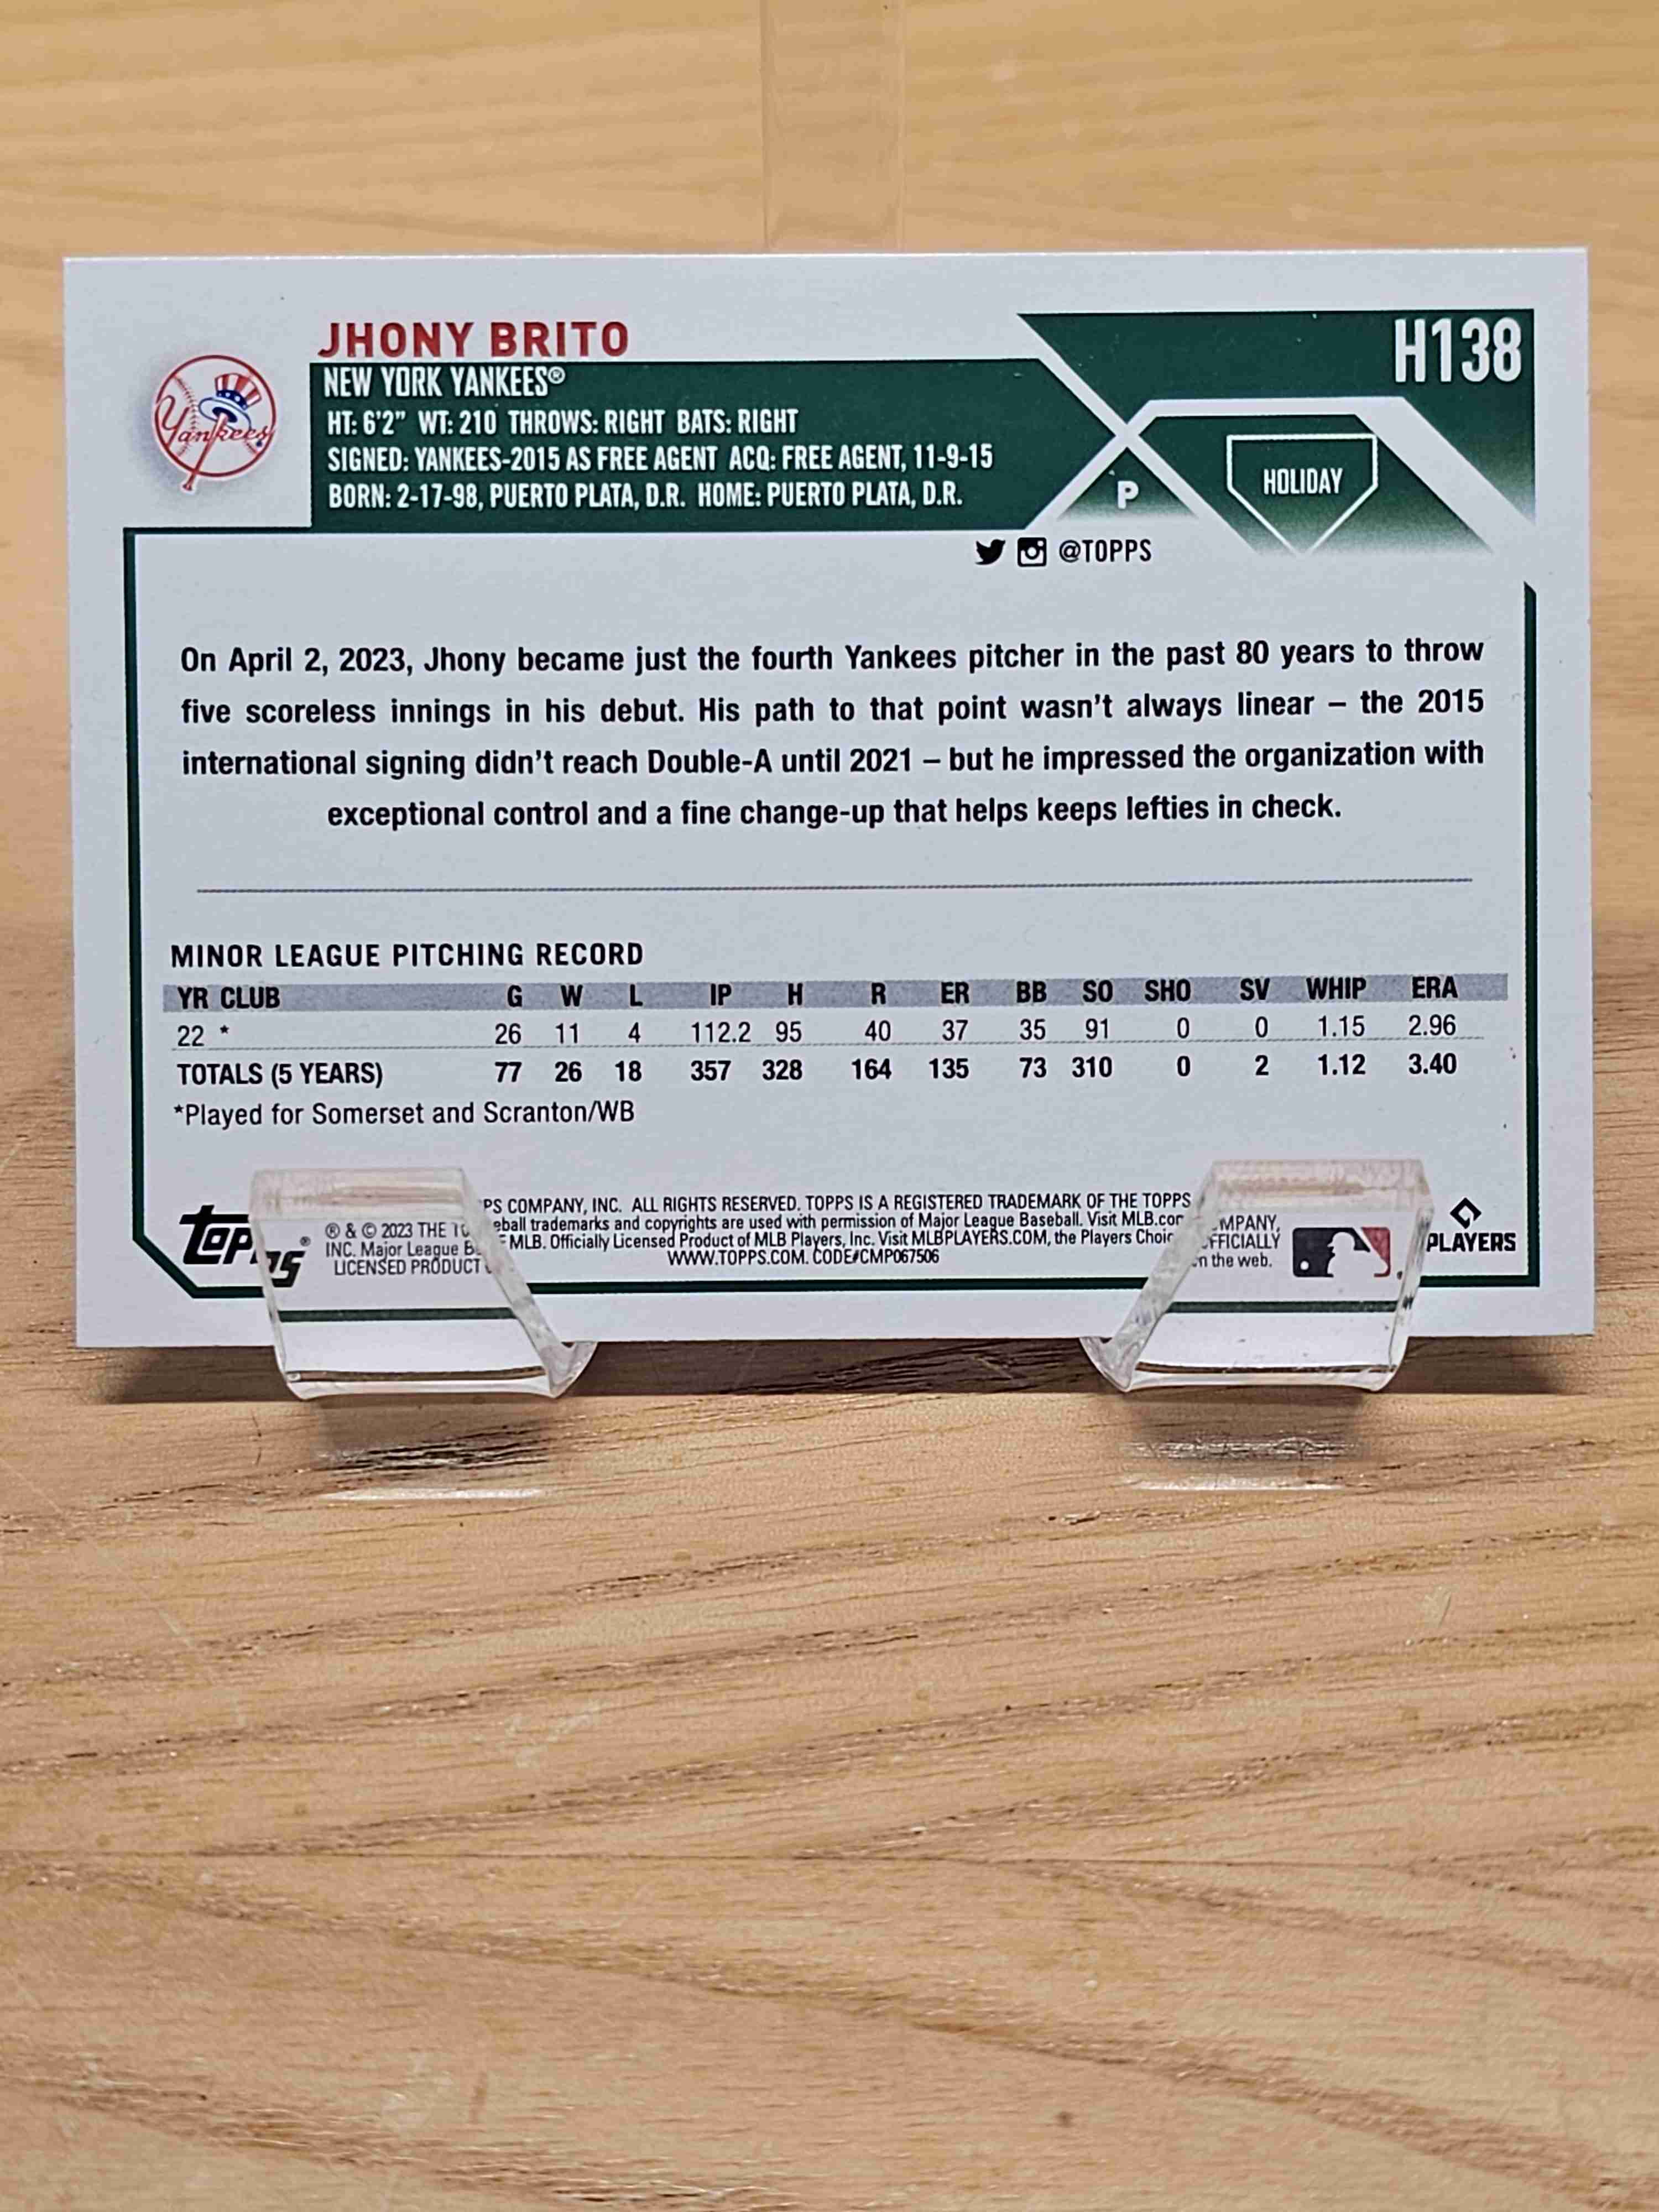 JHONY BRITO
H138
NEW YORK YANKEES®
HT: 6'2" WT: 210 THROWS: RIGHT BATS: RIGHT
SIGNED: YANKEES-2015 AS FREE AGENT ACQ: FREE AGENT, 11-9-15
BORN: 2-17-98, PUERTO PLATA, D.R. HOME: PUERTO PLATA, D.R.
Yankees
P
HOLIDAY
@TOPPS
On April 2, 2023, Jhony became just the fourth Yankees pitcher in the past 80 years to throw
five scoreless innings in his debut. His path to that point wasn't always linear – the 2015
international signing didn't reach Double-A until 2021 – but he impressed the organization with
exceptional control and a fine change-up that helps keeps lefties in check.
MINOR LEAGUE PITCHING RECORD
YR CLUB G W L IP H R ER BB SO SHO SV WHIP ERA
22 * 26 11 4 112.2 95 40 37 35 91 0 0 1.15 2.96
TOTALS (5 YEARS) 77 26 18 357 328 164 135 73 310 0 2 1.12 3.40
*Played for Somerset and Scranton/WB
Topps®
® & © 2023 THE PS COMPANY, INC. ALL RIGHTS RESERVED. TOPPS IS A REGISTERED TRADEMARK OF THE TOPPS MPANY,
INC. Major League eball trademarks and copyrights are used with permission of Major League Baseball. Visit MLB.com FFICIALLY
LICENSED PRODUCT MLB. Officially Licensed Product of MLB Players, Inc. Visit MLBPLAYERS.COM, the Players Choic n the web.
WWW.TOPPS.COM. CODE#CMP067506
PLAYERS